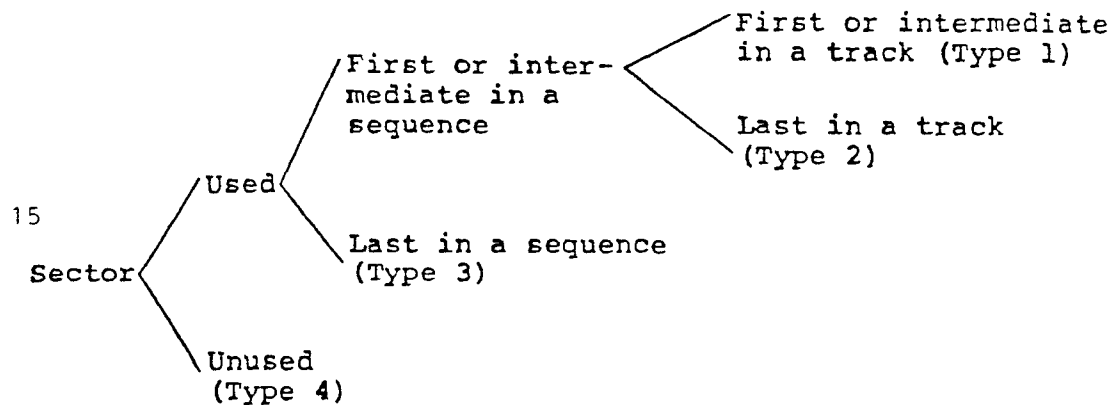 First or intermediate
in a track (Type 1)
First or inter-
mediate in a
sequence
Last in a track
(Type 2)
Used
15
Last in a sequence
(Type 3)
Sector
Unused
(Type 4)